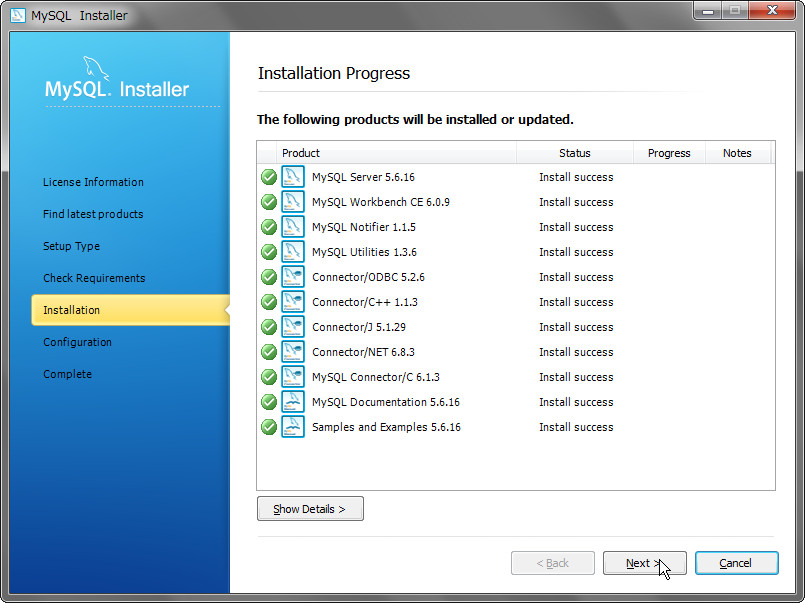 MySQL Installer
MySQL. Installer
License Information
Find latest products
Setup Type
Check Requirements
Installation
Configuration
Complete
Installation Progress
The following products will be installed or updated.
Product Status Progress Notes
MySQL Server 5.6.16 Install success
MySQL Workbench CE 6.0.9 Install success
MySQL Notifier 1.1.5 Install success
MySQL Utilities 1.3.6 Install success
Connector/ODBC 5.2.6 Install success
Connector/C++ 1.1.3 Install success
Connector/J 5.1.29 Install success
Connector/NET 6.8.3 Install success
MySQL Connector/C 6.1.3 Install success
MySQL Documentation 5.6.16 Install success
Samples and Examples 5.6.16 Install success
Show Details >
< Back Next > Cancel